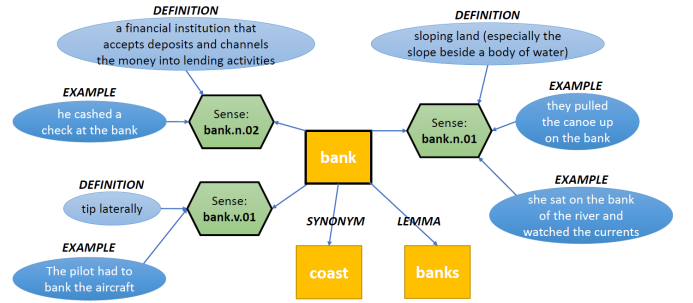 DEFINITION
a financial institution that
accepts deposits and channels
the money into lending activities
DEFINITION
sloping land (especially the
slope beside a body of water)
EXAMPLE
he cashed a
check at the bank
Sense:
bank.n.02
bank
Sense:
bank.n.01
EXAMPLE
they pulled
the canoe up
on the bank
DEFINITION
tip laterally
Sense:
bank.v.01
EXAMPLE
The pilot had to
bank the aircraft
SYNONYM
coast
LEMMA
banks
EXAMPLE
she sat on the bank
of the river and
watched the currents